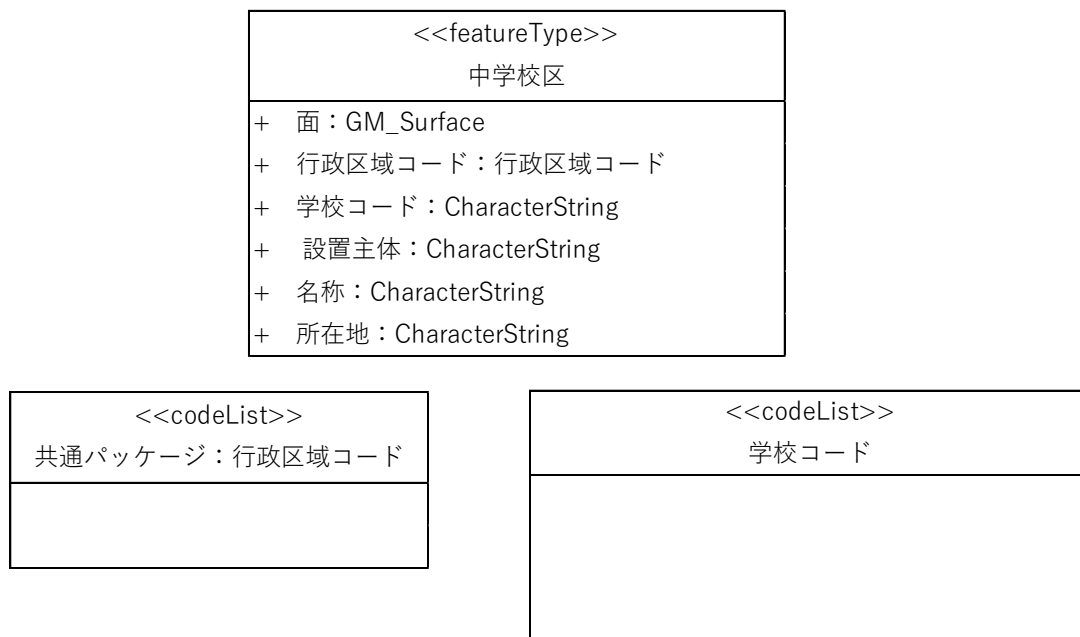 <<featureType>>
中学校区
+ 面：GM_Surface
+ 行政区域コード：行政区域コード
+ 学校コード：CharacterString
+ 設置主体：CharacterString
+ 名称：CharacterString
+ 所在地：CharacterString
<<codeList>>
共通パッケージ：行政区域コード
<<codeList>>
学校コード